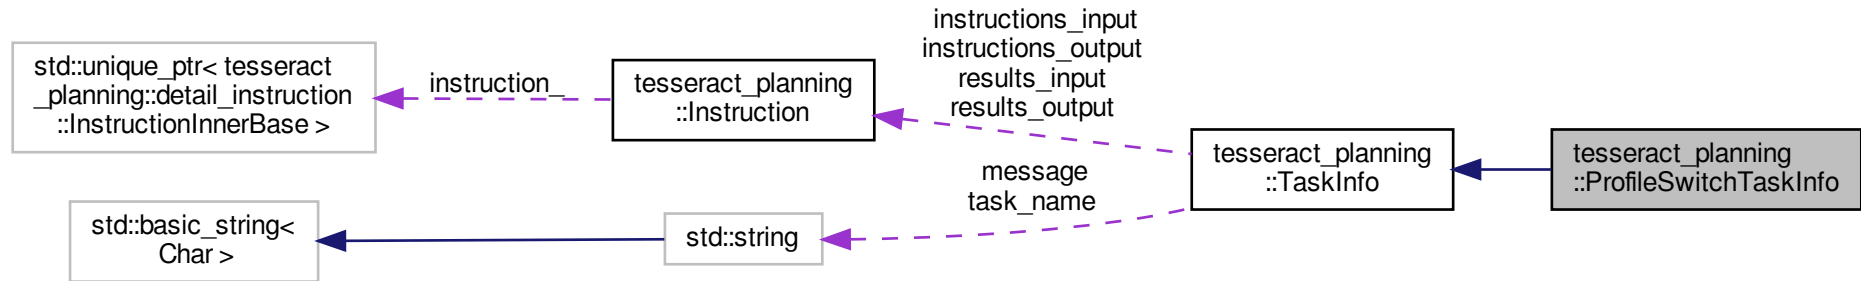 std::unique_ptr< tesseract
_planning::detail_instruction
::InstructionInnerBase >
instruction_
tesseract_planning
::Instruction
instructions_input
instructions_output
results_input
results_output
tesseract_planning
::TaskInfo
tesseract_planning
::ProfileSwitchTaskInfo
std::basic_string<
Char >
std::string
message
task_name